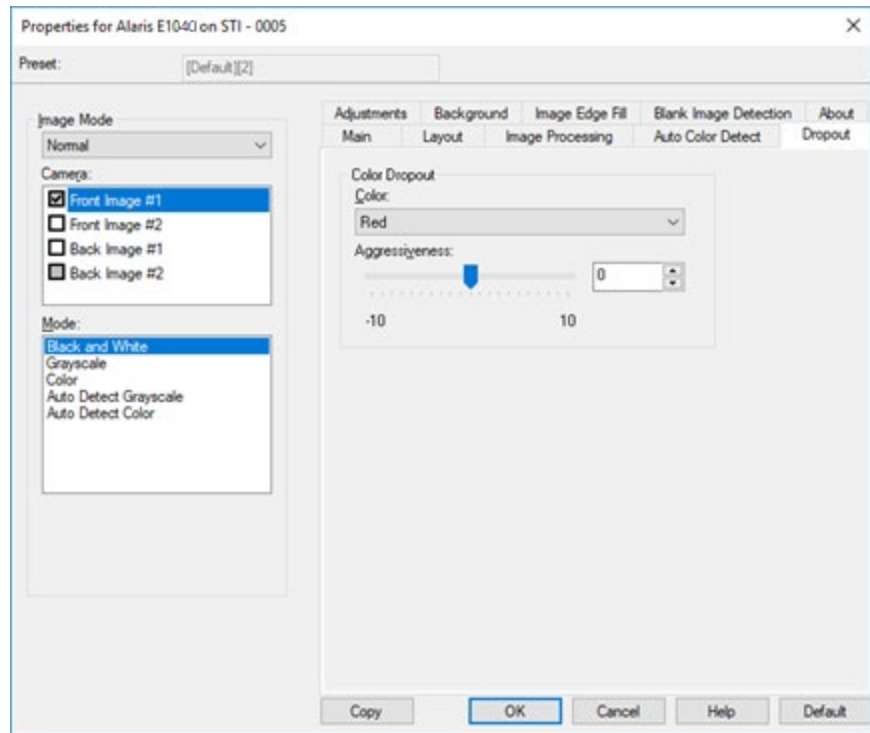 Properties for Alaris E1040 on STI - 0005
Preset: [Default][2]
Image Mode
Normal
Camera:
Front Image #1
Front Image #2
Back Image #1
Back Image #2
Mode:
Black and White
Grayscale
Color
Auto Detect Grayscale
Auto Detect Color
Adjustments Background Image Edge Fill Blank Image Detection About
Main Layout Image Processing Auto Color Detect Dropout
Color Dropout
Color:
Red
Aggressiveness:
0
-10 10
Copy OK Cancel Help Default